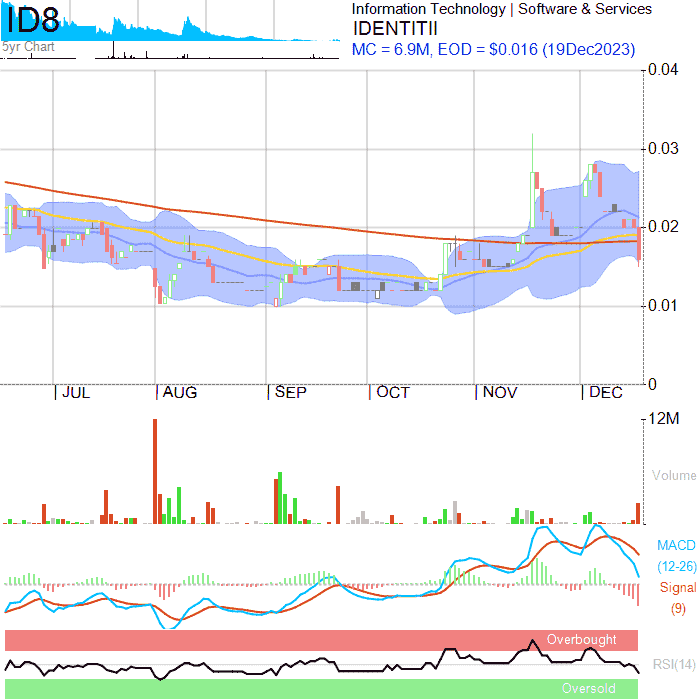 ID8
5yr Chart
Information Technology | Software & Services
IDENTITII
MC = 6.9M, EOD = $0.016 (19Dec2023)
0.04
0.03
0.02
0.01
0
| JUL | AUG | SEP | OCT | NOV | DEC
12M
Volume
MACD
(12-26)
Signal
(9)
Overbought
RSI(14)
Oversold